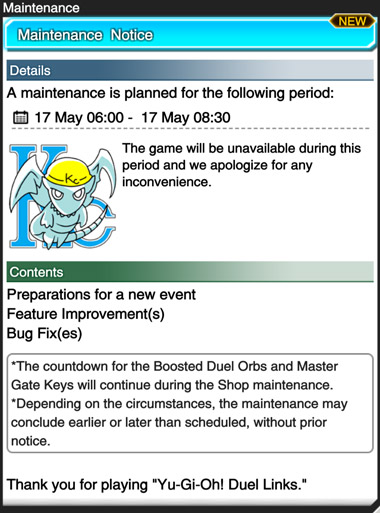 Maintenance
NEW
Maintenance Notice
Details
A maintenance is planned for the following period:
17 May 06:00 - 17 May 08:30
The game will be unavailable during this
period and we apologize for any
inconvenience.
KC
Kc
Contents
Preparations for a new event
Feature Improvement(s)
Bug Fix(es)
*The countdown for the Boosted Duel Orbs and Master
Gate Keys will continue during the Shop maintenance.
*Depending on the circumstances, the maintenance may
conclude earlier or later than scheduled, without prior
notice.
Thank you for playing "Yu-Gi-Oh! Duel Links."